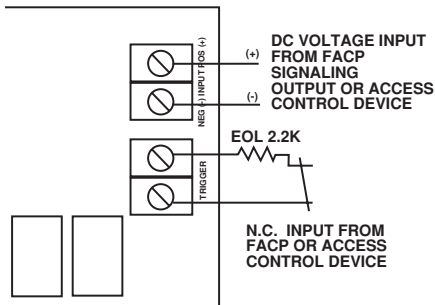 DC VOLTAGE INPUT
FROM FACP
SIGNALING
OUTPUT OR ACCESS
CONTROL DEVICE
(+)
(-)
NEG (-) INPUT POS (+)
EOL 2.2K
TRIGGER
N.C. INPUT FROM
FACP OR ACCESS
CONTROL DEVICE